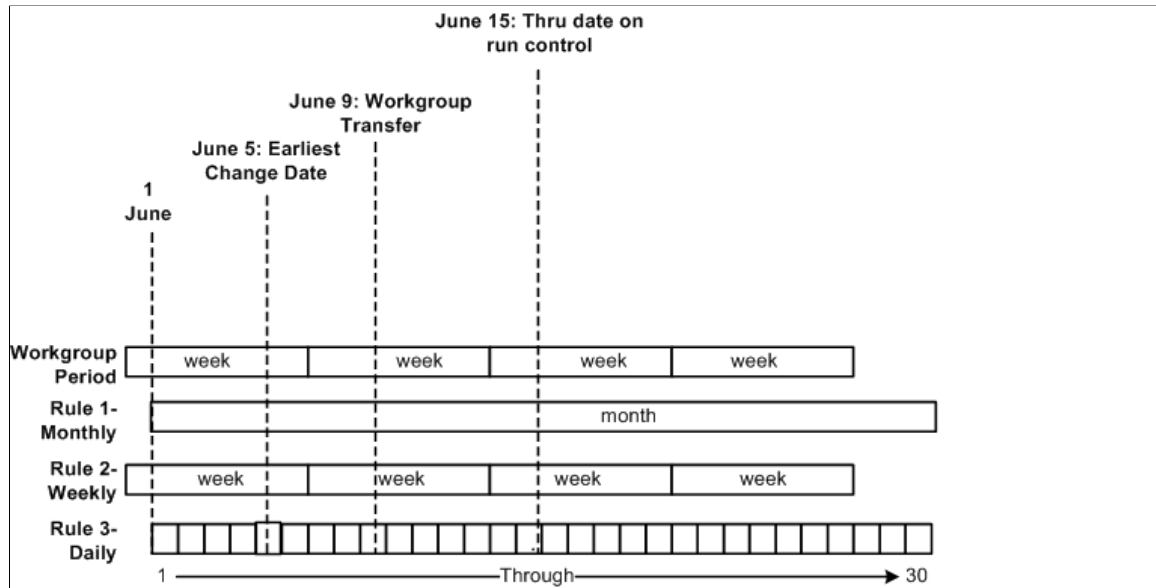 June 15: Thru date on
run control
June 9: Workgroup
Transfer
June 5: Earliest
Change Date
1
June
Workgroup
Period
week
week
week
week
Rule 1-
Monthly
month
Rule 2-
Weekly
week
week
week
week
Rule 3-
Daily
1
Through
30